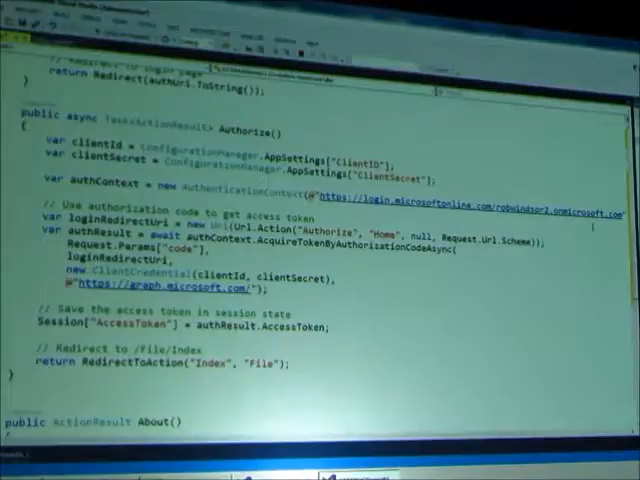 // Redirect to login page
return Redirect(authUri.ToString());
}
public async Task<ActionResult> Authorize()
{
var clientId = ConfigurationManager.AppSettings["ClientID"];
var clientSecret = ConfigurationManager.AppSettings["ClientSecret"];
var authContext = new AuthenticationContext(@"https://login.microsoftonline.com/robwindsor2.onmicrosoft.com"
// Use authorization code to get access token
var loginRedirectUri = new Uri(Url.Action("Authorize", "Home", null, Request.Url.Scheme));
var authResult = await authContext.AcquireTokenByAuthorizationCodeAsync(
Request.Params["code"],
loginRedirectUri,
new ClientCredential(clientId, clientSecret),
@"https://graph.microsoft.com/");
// Save the access token in session state
Session["AccessToken"] = authResult.AccessToken;
// Redirect to /File/Index
return RedirectToAction("Index", "File");
}
public ActionResult About()